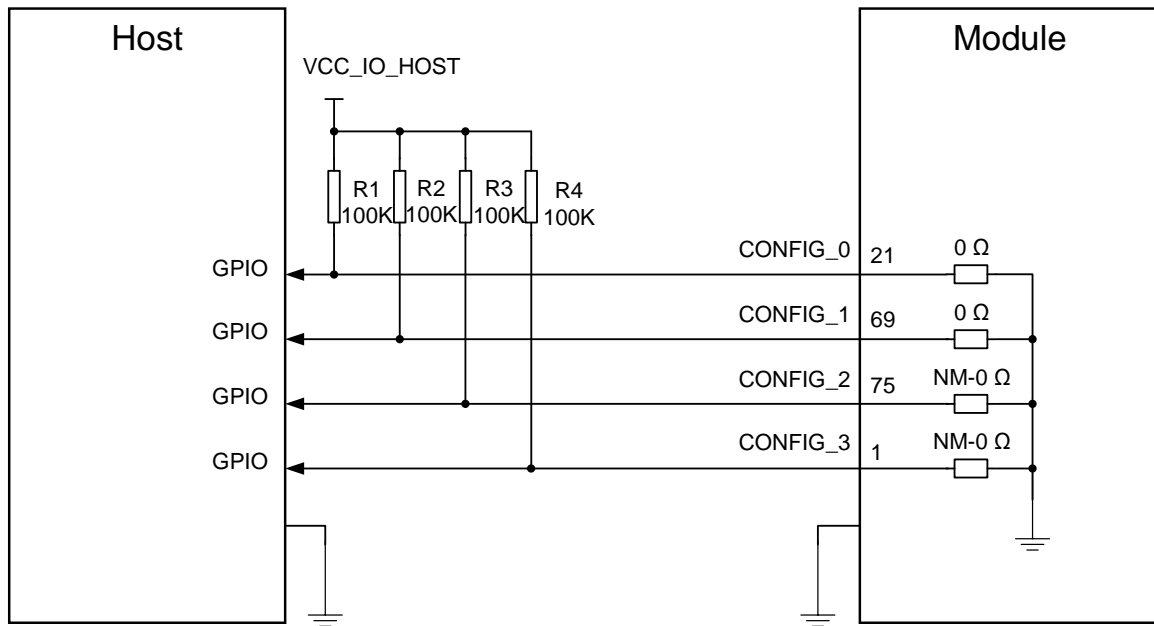 Host
Module
VCC_IO_HOST
R1
100K
R2
100K
R3
100K
R4
100K
GPIO
CONFIG_0
21
0 Ω
GPIO
CONFIG_1
69
0 Ω
GPIO
CONFIG_2
75
NM-0 Ω
GPIO
CONFIG_3
1
NM-0 Ω